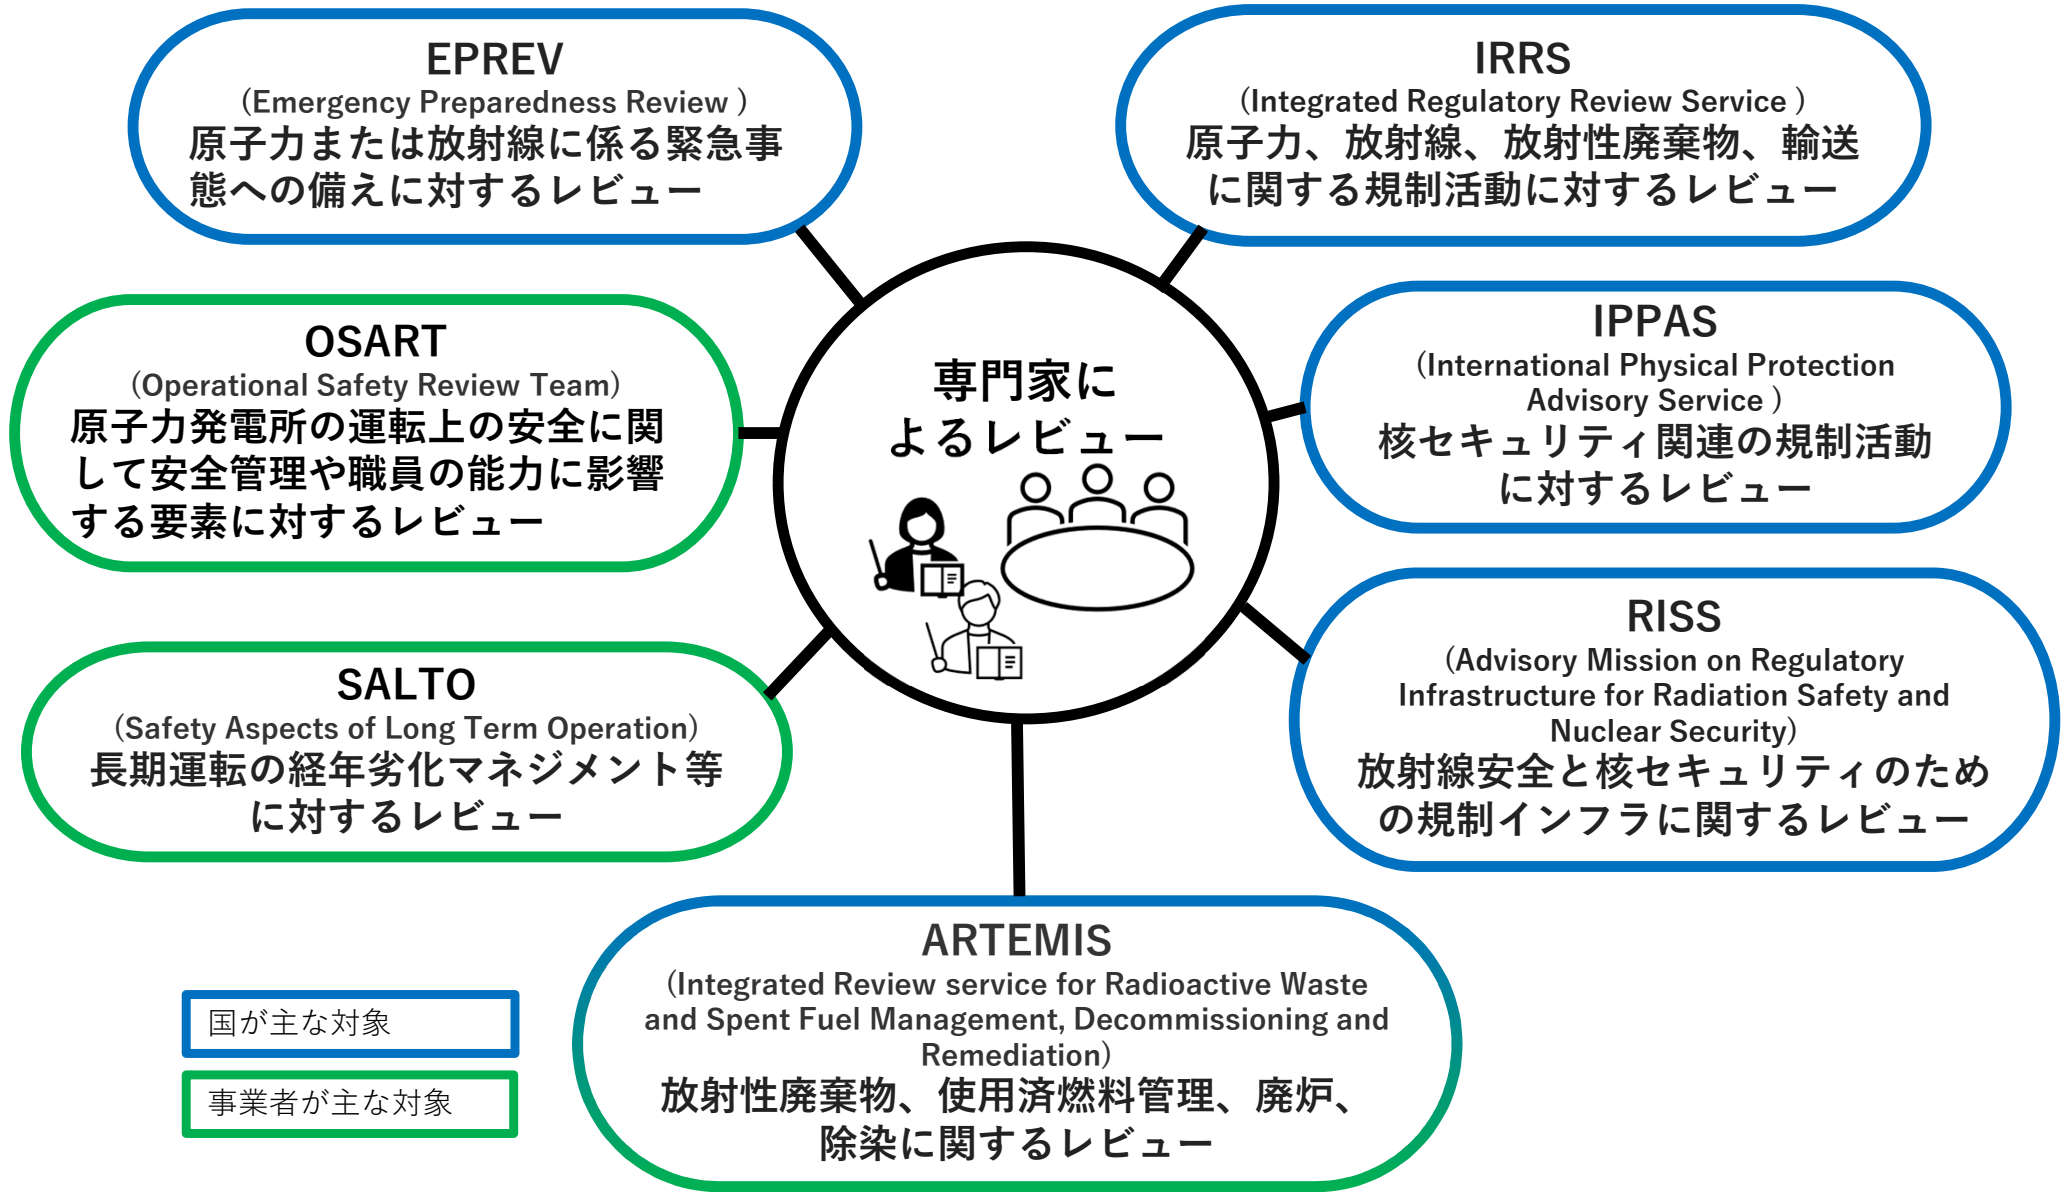 EPREV
(Emergency Preparedness Review )
原子力または放射線に係る緊急事
態への備えに対するレビュー
IRRS
(Integrated Regulatory Review Service )
原子力、放射線、放射性廃棄物、輸送
に関する規制活動に対するレビュー
OSART
(Operational Safety Review Team)
原子力発電所の運転上の安全に関
して安全管理や職員の能力に影響
する要素に対するレビュー
専門家に
よるレビュー
IPPAS
(International Physical Protection
Advisory Service )
核セキュリティ関連の規制活動
に対するレビュー
SALTO
(Safety Aspects of Long Term Operation)
長期運転の経年劣化マネジメント等
に対するレビュー
RISS
(Advisory Mission on Regulatory
Infrastructure for Radiation Safety and
Nuclear Security)
放射線安全と核セキュリティのため
の規制インフラに関するレビュー
ARTEMIS
(Integrated Review service for Radioactive Waste
and Spent Fuel Management, Decommissioning and
Remediation)
放射性廃棄物、使用済燃料管理、廃炉、
除染に関するレビュー
国が主な対象
事業者が主な対象